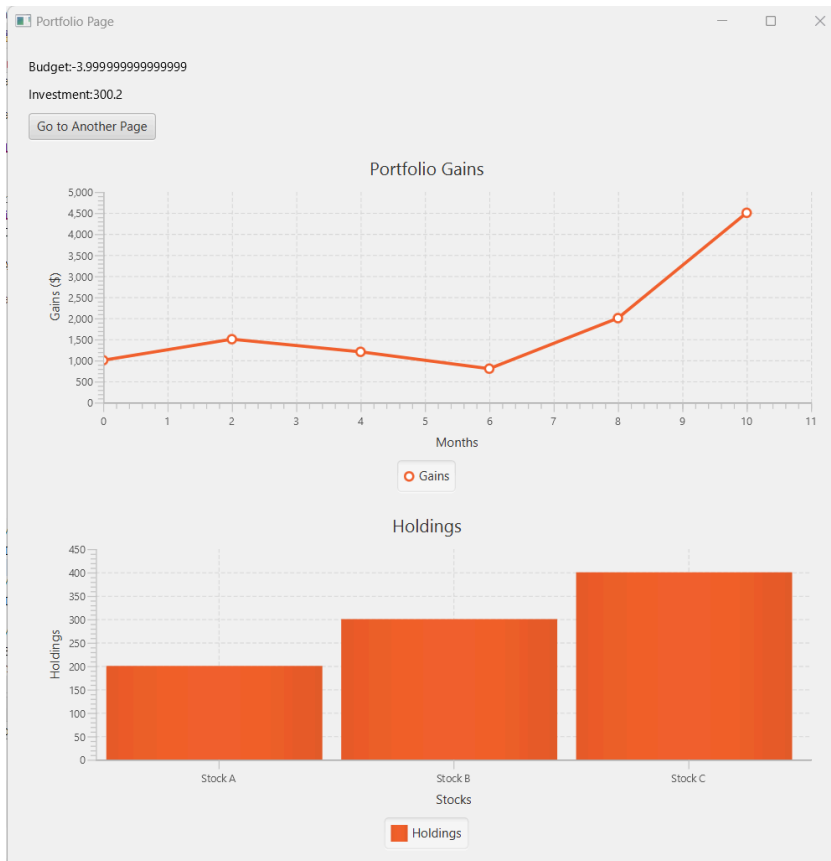 Portfolio Page
Budget:-3.999999999999999
Investment:300.2
Go to Another Page
Portfolio Gains
5,000
4,500
4,000
3,500
3,000
2,500
2,000
1,500
1,000
500
0
Gains ($)
0 1 2 3 4 5 6 7 8 9 10 11
Months
Gains
Holdings
450
400
350
300
250
200
150
100
50
0
Holdings
Stock A Stock B Stock C
Stocks
Holdings